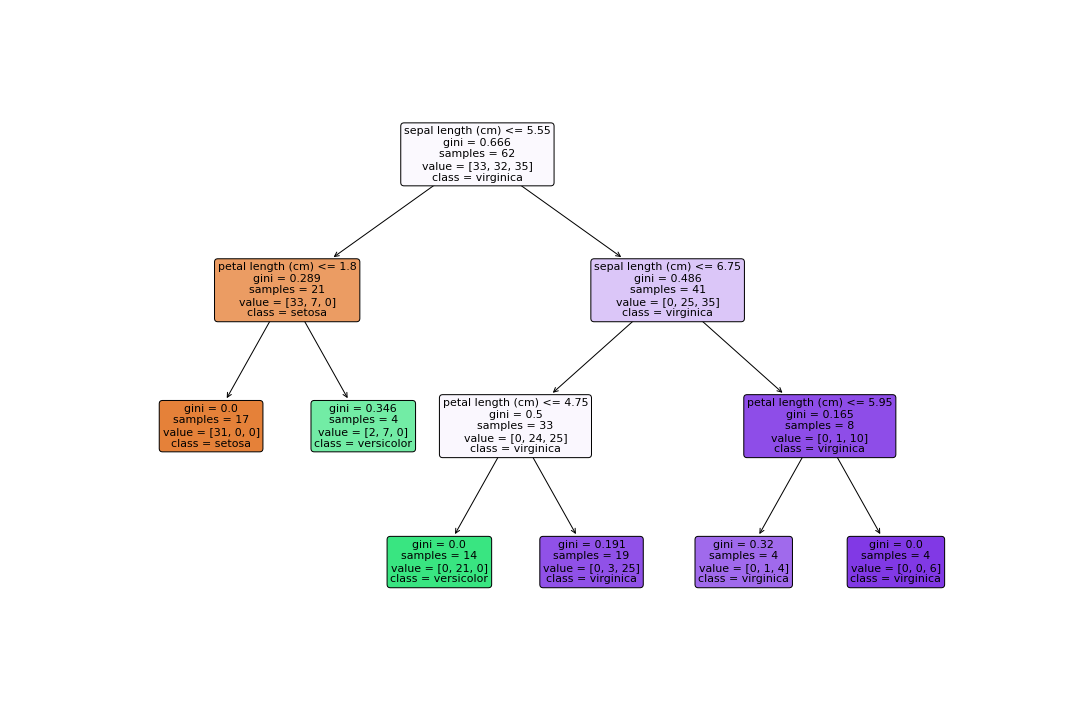 sepal length (cm) <= 5.55
gini = 0.666
samples = 62
value = [33, 32, 35]
class = virginica
petal length (cm) <= 1.8
gini = 0.289
samples = 21
value = [33, 7, 0]
class = setosa
sepal length (cm) <= 6.75
gini = 0.486
samples = 41
value = [0, 25, 35]
class = virginica
gini = 0.0
samples = 17
value = [31, 0, 0]
class = setosa
gini = 0.346
samples = 4
value = [2, 7, 0]
class = versicolor
petal length (cm) <= 4.75
gini = 0.5
samples = 33
value = [0, 24, 25]
class = virginica
petal length (cm) <= 5.95
gini = 0.165
samples = 8
value = [0, 1, 10]
class = virginica
gini = 0.0
samples = 14
value = [0, 21, 0]
class = versicolor
gini = 0.191
samples = 19
value = [0, 3, 25]
class = virginica
gini = 0.32
samples = 4
value = [0, 1, 4]
class = virginica
gini = 0.0
samples = 4
value = [0, 0, 6]
class = virginica